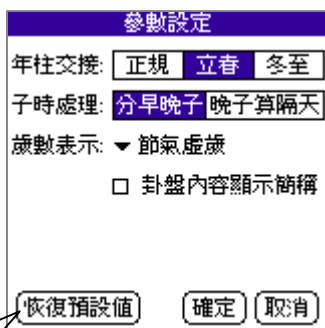 參數設定
年柱交接: 正規 立春 冬至
子時處理: 分早晚子 晚子算隔天
歲數表示: 節氣虛歲
卦盤內容顯示簡稱
恢復預設值 確定 取消